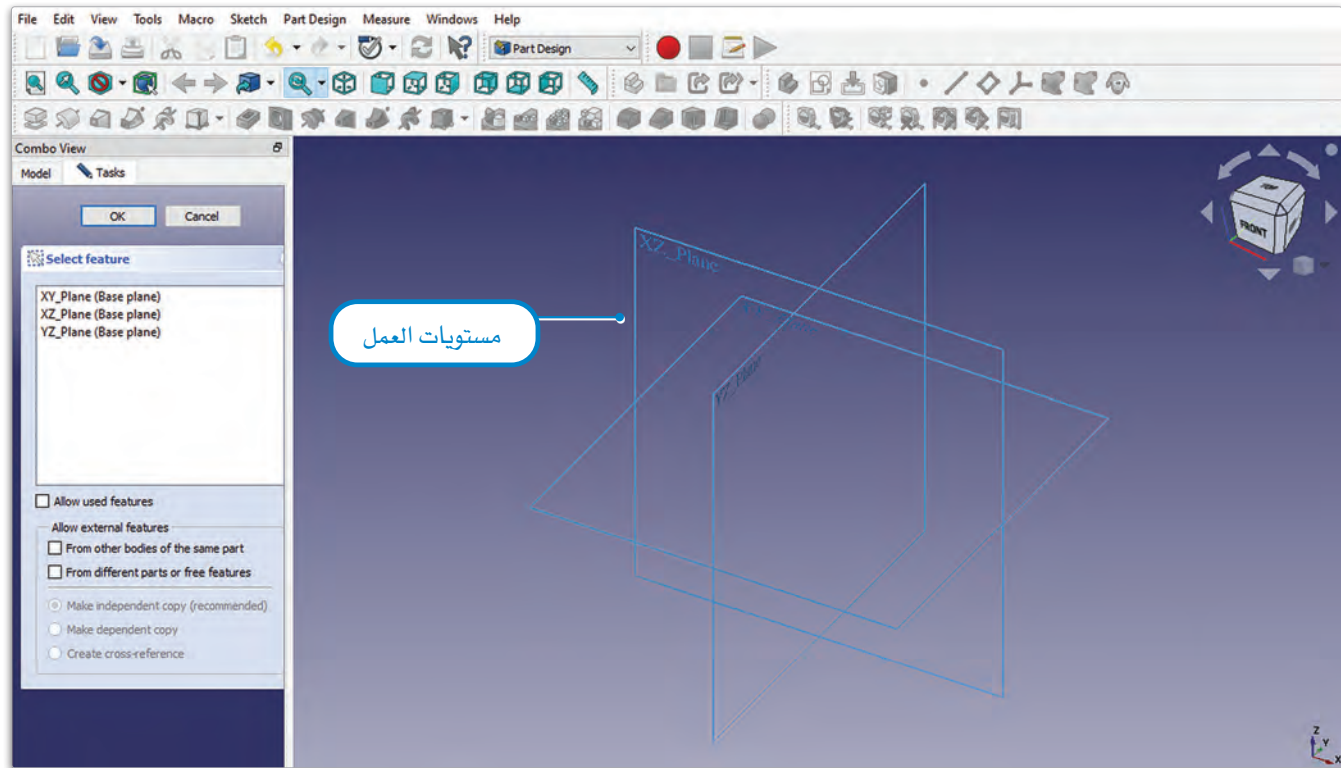 File Edit View Tools Macro Sketch Part Design Measure Windows Help
Part Design
Combo View
Model Tasks
OK Cancel
Select feature
XY_Plane (Base plane)
XZ_Plane (Base plane)
YZ_Plane (Base plane)
Allow used features
Allow external features
From other bodies of the same part
From different parts or free features
Make independent copy (recommended)
Make dependent copy
Create cross-reference
XZ_Plane
XY_Plane
YZ_Plane
مستويات العمل
TOP
FRONT
Z
Y
X